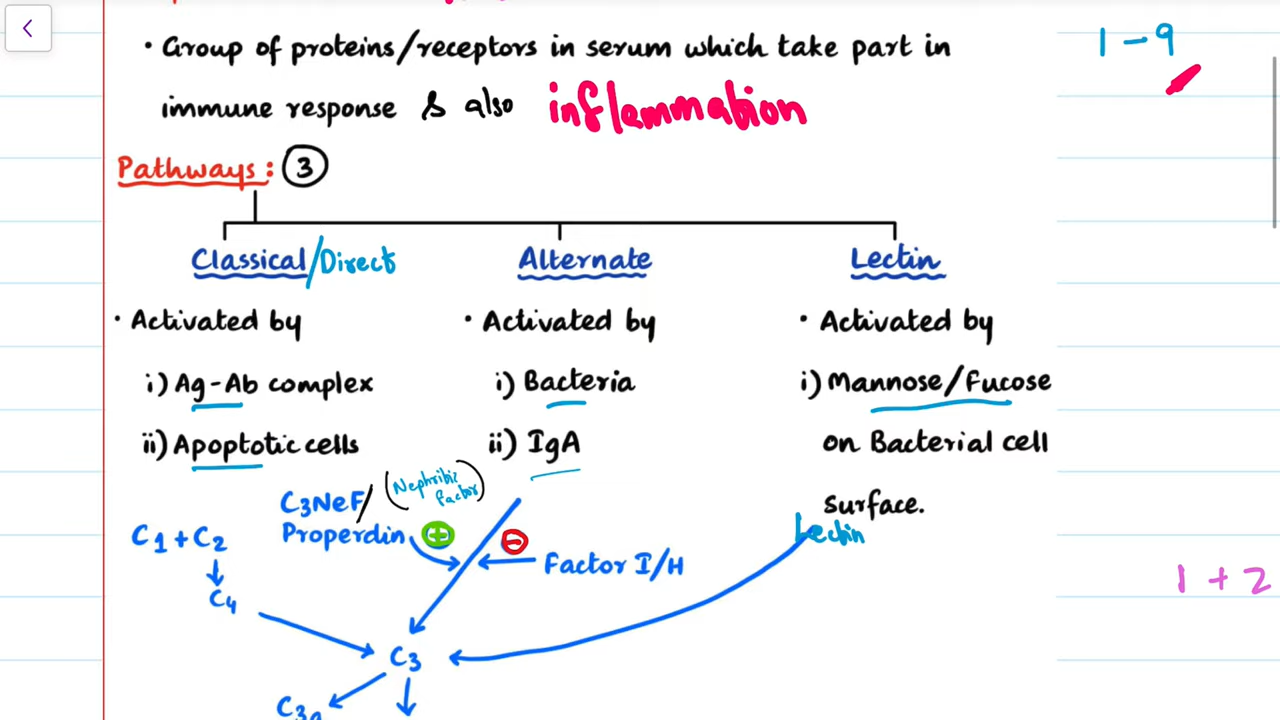 • Group of proteins/receptors in serum which take part in
1 - 9
immune response & also inflammation
Pathways: 3
Classical/Direct
Alternate
Lectin
• Activated by
• Activated by
• Activated by
i) Ag-Ab complex
i) Bacteria
i) Mannose/Fucose
ii) Apoptotic cells
ii) IgA
on Bacterial cell
surface.
C3NeF/ (Nephritic
factor)
Properdin +
-
Lectin
C1 + C2
Factor I/H
C4
1 + 2
C3
C3a